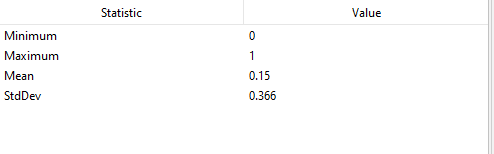 Statistic Value
Minimum 0
Maximum 1
Mean 0.15
StdDev 0.366